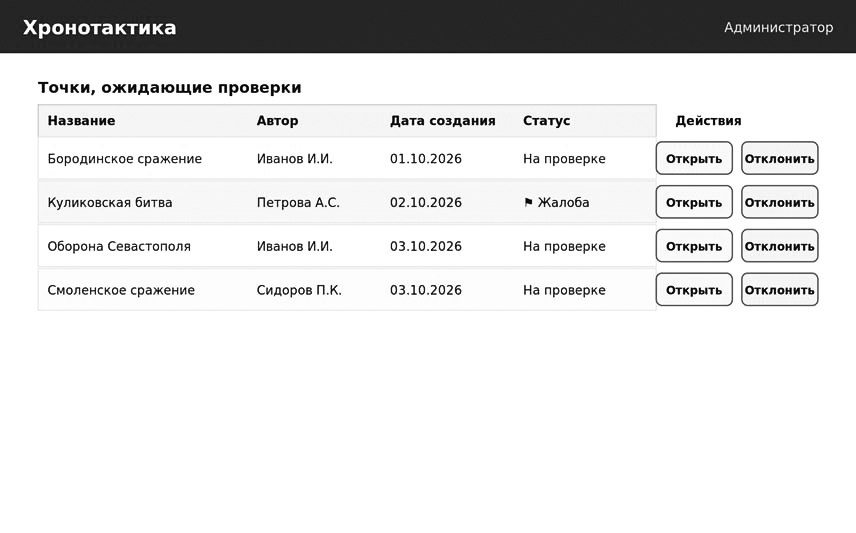 Хронотактика Администратор
Точки, ожидающие проверки
Название Автор Дата создания Статус Действия
Бородинское сражение Иванов И.И. 01.10.2026 На проверке Открыть Отклонить
Куликовская битва Петрова А.С. 02.10.2026 ⚑ Жалоба Открыть Отклонить
Оборона Севастополя Иванов И.И. 03.10.2026 На проверке Открыть Отклонить
Смоленское сражение Сидоров П.К. 03.10.2026 На проверке Открыть Отклонить